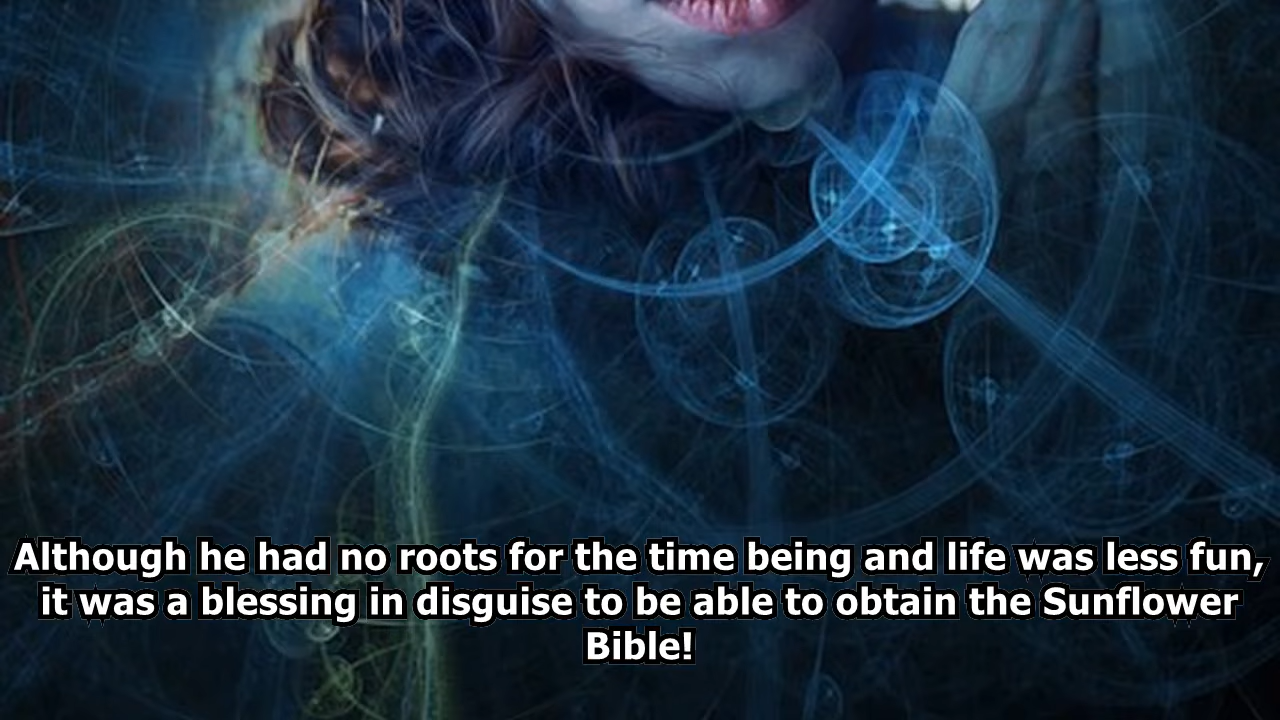 Although he had no roots for the time being and life was less fun,
it was a blessing in disguise to be able to obtain the Sunflower
Bible!